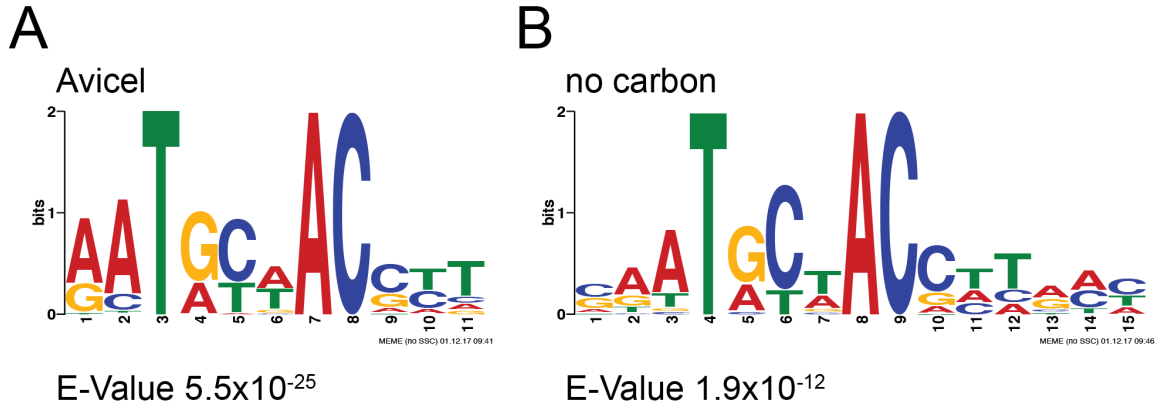 A
Avicel
2
1
0
bits
A A T G C A A C C T T
G C A T T G C C
1 2 3 4 5 6 7 8 9 10 11
MEME (no SSC) 01.12.17 09:41
E-Value 5.5x10⁻²⁵
B
no carbon
2
1
0
bits
C A A T G C T A C C T T A A C
G G T A T A G A C G C T
1 2 3 4 5 6 7 8 9 10 11 12 13 14 15
MEME (no SSC) 01.12.17 09:46
E-Value 1.9x10⁻¹²